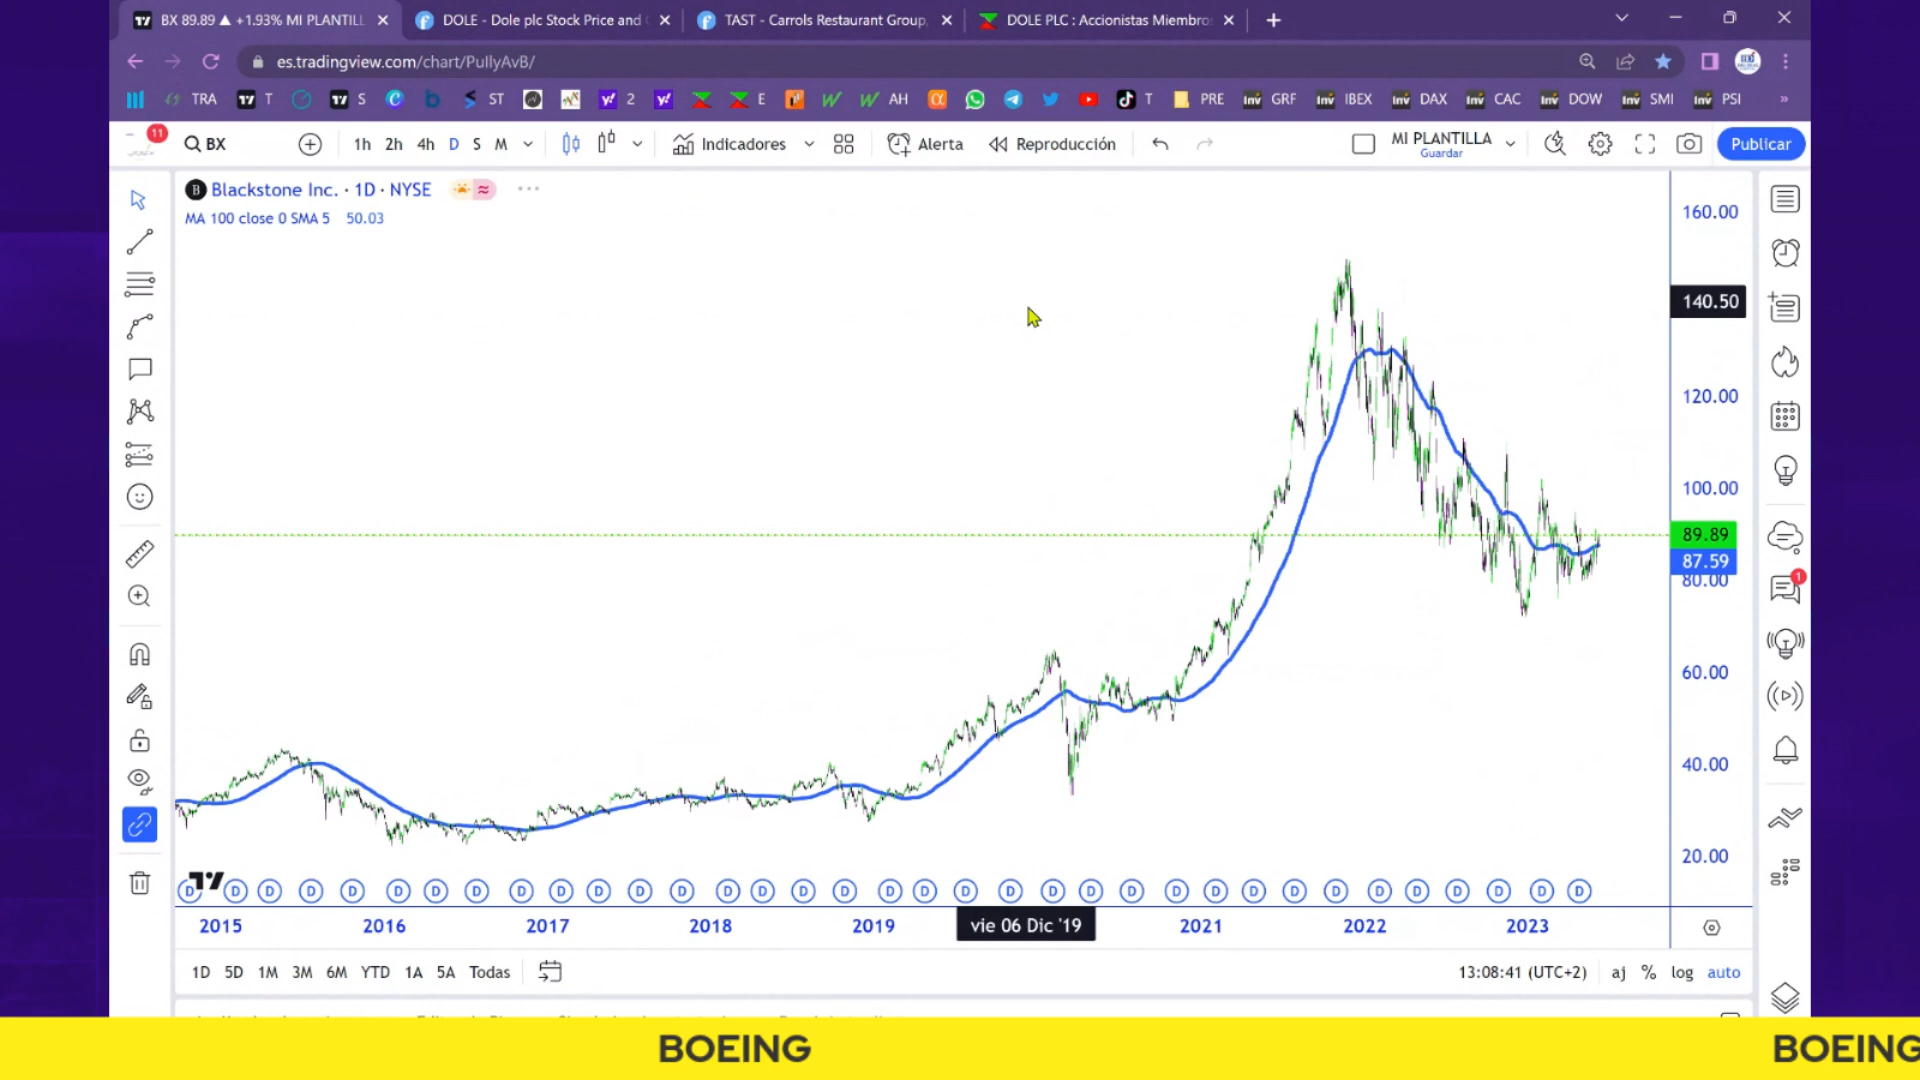 BX 89.89 ▲ +1.93% MI PLANTILL
DOLE - Dole plc Stock Price and
TAST - Carrols Restaurant Group,
DOLE PLC : Accionistas Miembro
es.tradingview.com/chart/PullyAvB/
TRA T S ST 2 E AH T PRE GRF IBEX DAX CAC DOW SMI PSI »
11
BX
1h 2h 4h D S M
Indicadores
Alerta
Reproducción
MI PLANTILLA
Guardar
Publicar
Blackstone Inc. · 1D · NYSE
MA 100 close 0 SMA 5 50.03
160.00
140.50
120.00
100.00
89.89
87.59
80.00
60.00
40.00
20.00
1
D D D D D D D D D D D D D D D D D D D D D D D D D D D D D D D D D D D
2015 2016 2017 2018 2019 vie 06 Dic '19 2021 2022 2023
1D 5D 1M 3M 6M YTD 1A 5A Todas
13:08:41 (UTC+2) aj % log auto
BOEING BOEING